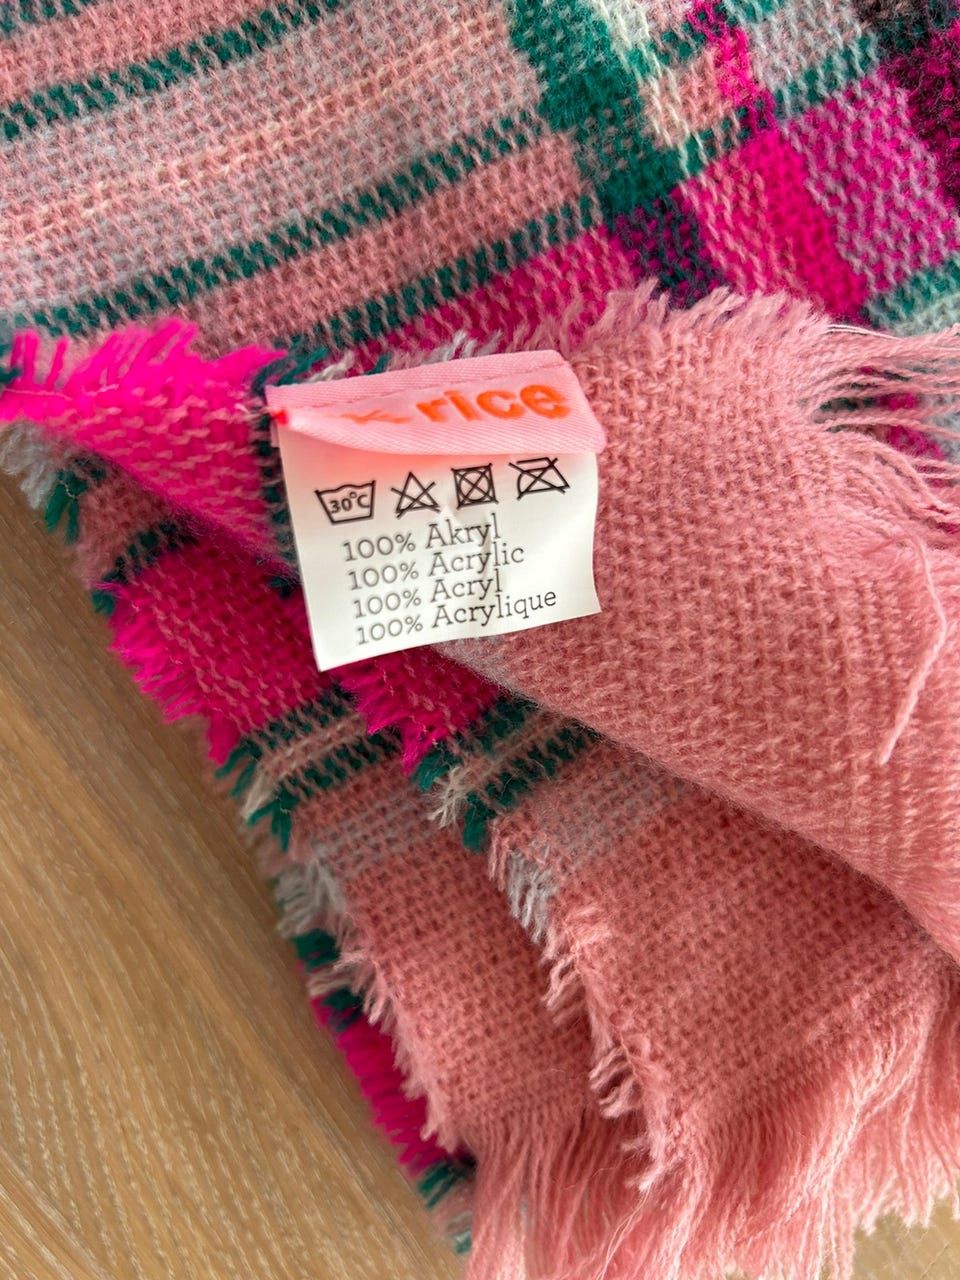 rice
30°C
100% Akryl
100% Acrylic
100% Acryl
100% Acrylique